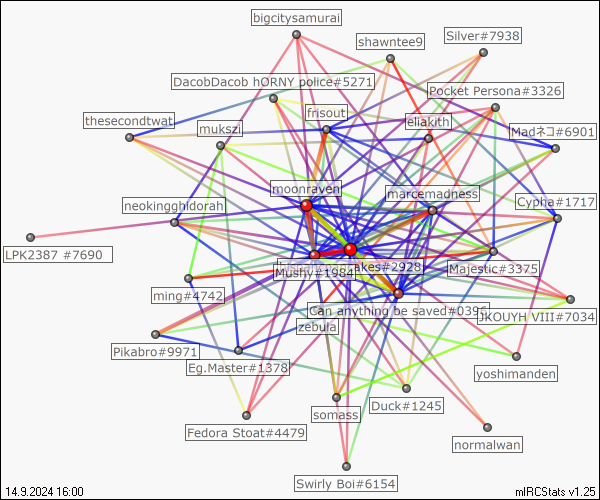 bigcitysamurai
shawntee9
Silver#7938
DacobDacob hORNY police#5271
Pocket Persona#3326
thesecondtwat
frisout
mukszi
eliakith
Madネコ#6901
moonraven
marcemadness
neokinghidorah
Cypha#1717
LPK2387 #7690
Mushy#1984
akes#2928
Majestic#3375
ming#4742
Can anything be saved#039
JKOUYH VIII#7034
zebula
Pikabro#9971
Eg.Master#1378
yoshimanden
somass
Duck#1245
Fedora Stoat#4479
normalwan
Swirly Boi#6154
14.9.2024 16:00
mIRCStats v1.25